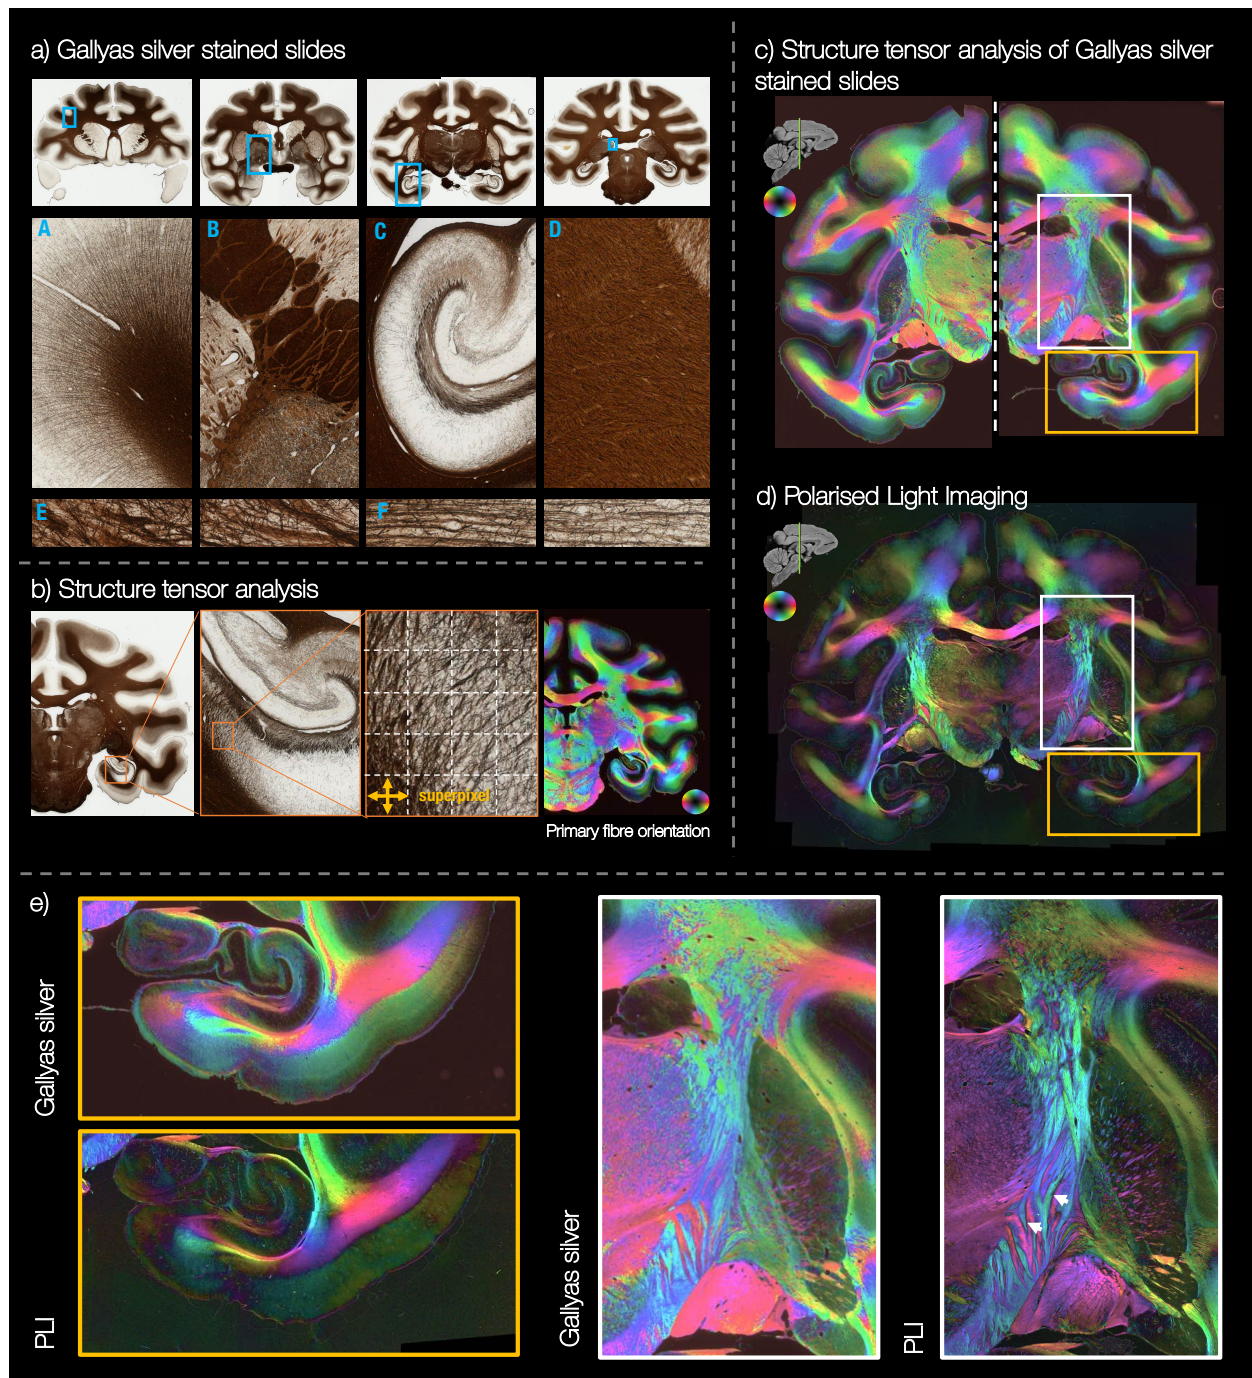 a) Gallyas silver stained slides
A
B
C
D
E
F
b) Structure tensor analysis
superpixel
Primary fibre orientation
c) Structure tensor analysis of Gallyas silver
stained slides
d) Polarised Light Imaging
e)
Gallyas silver
PLI
Gallyas silver
PLI